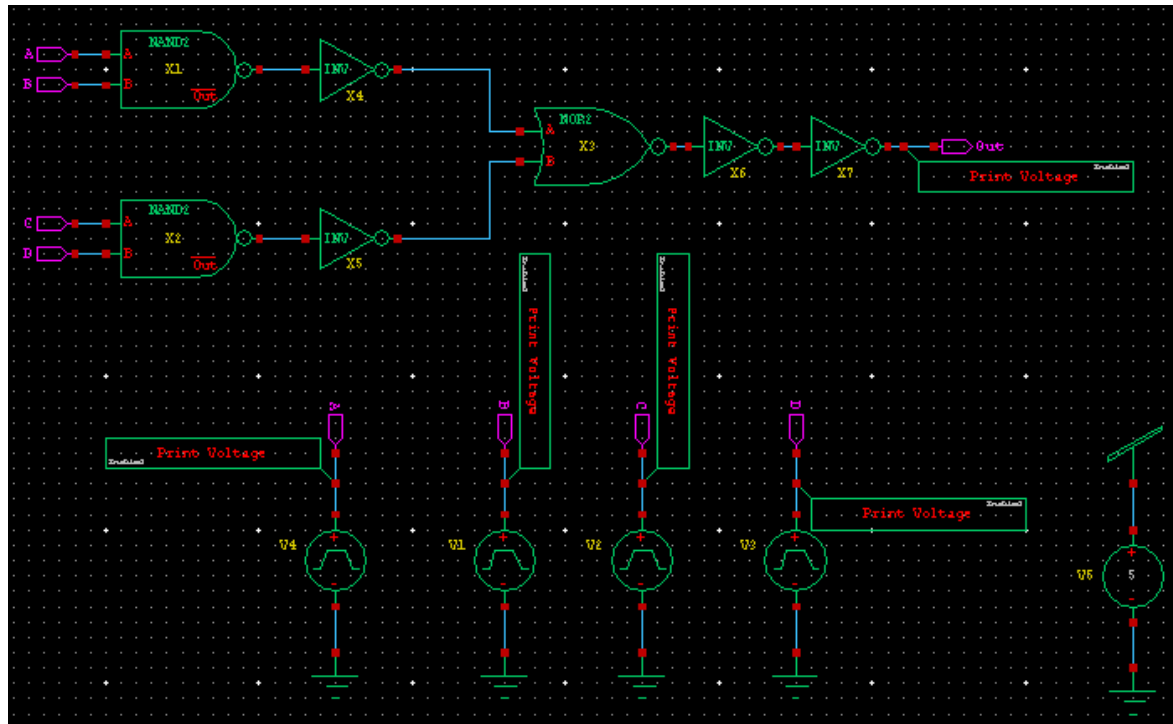 NAND2
A
A
X1
INV
B
B
Out
X4
NOR2
A
X3
INV
INV
Out
B
X6
X7
Print Voltage
NAND2
C
A
X2
INV
D
B
Out
X5
Print Voltage
Print Voltage
A
B
C
D
Print Voltage
Print Voltage
V4
+
-
V1
+
-
V2
+
-
V3
+
-
V5
+
5
-